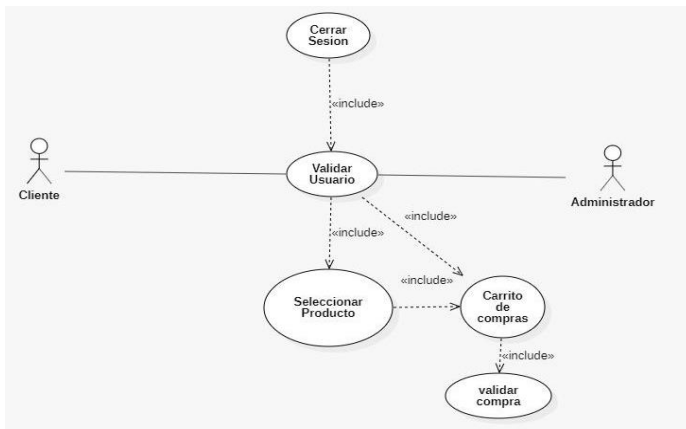 Cerrar
Sesion
«include»
Validar
Usuario
Cliente
Administrador
«include»
«include»
«include»
Seleccionar
Producto
Carrito
de
compras
«include»
validar
compra